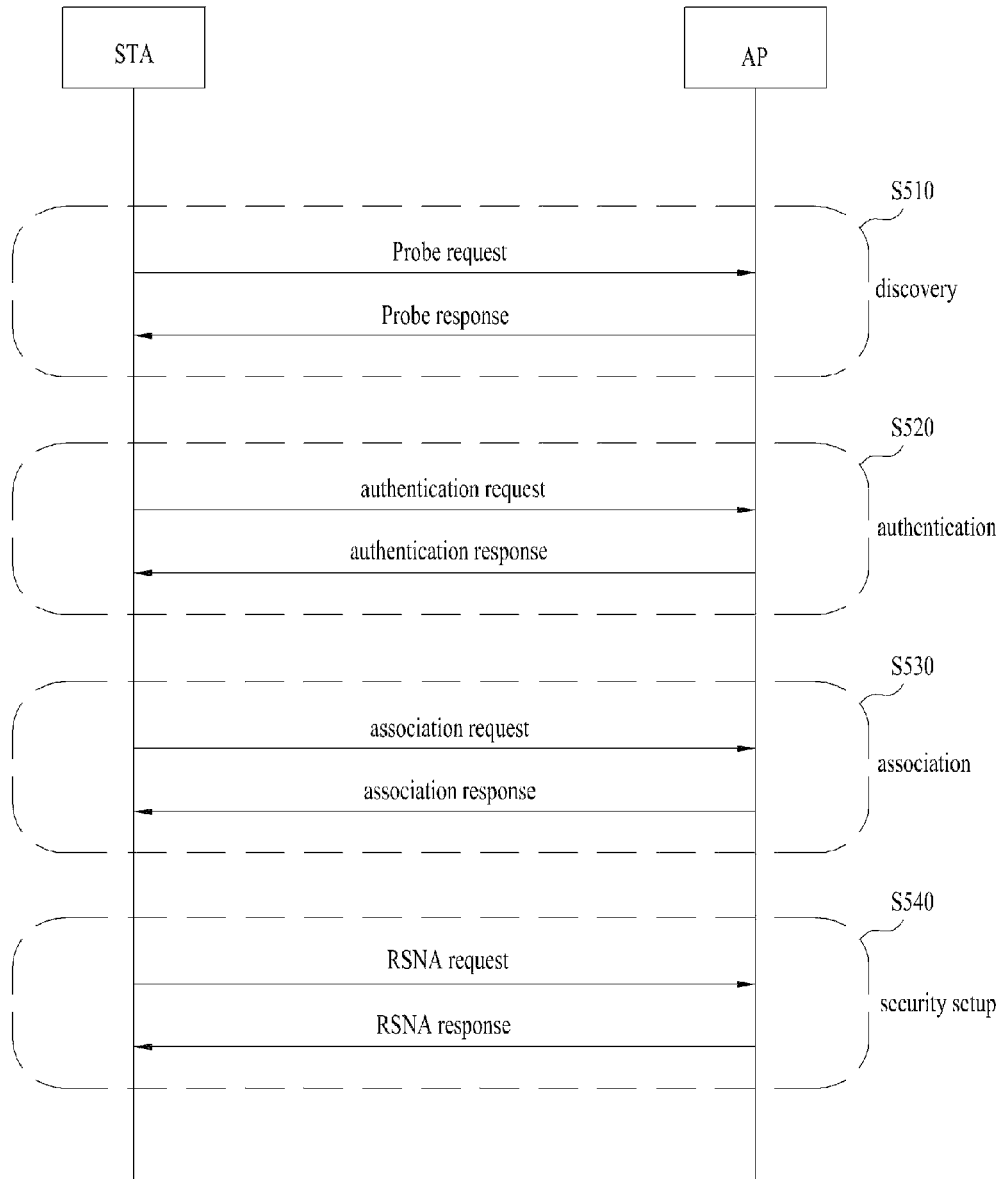 STA
AP
S510
Probe request
discovery
Probe response
S520
authentication request
authentication
authentication response
S530
association request
association
association response
S540
RSNA request
security setup
RSNA response